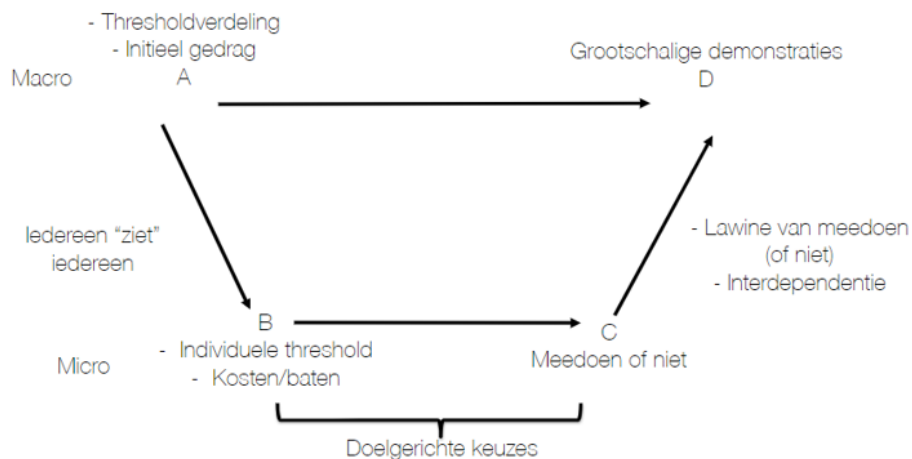 - Thresholdverdeling
- Initieel gedrag
Macro
A
Grootschalige demonstraties
D
Iedereen “ziet”
iedereen
- Lawine van meedoen
(of niet)
- Interdependentie
B
- Individuele threshold
- Kosten/baten
Micro
C
Meedoen of niet
Doelgerichte keuzes